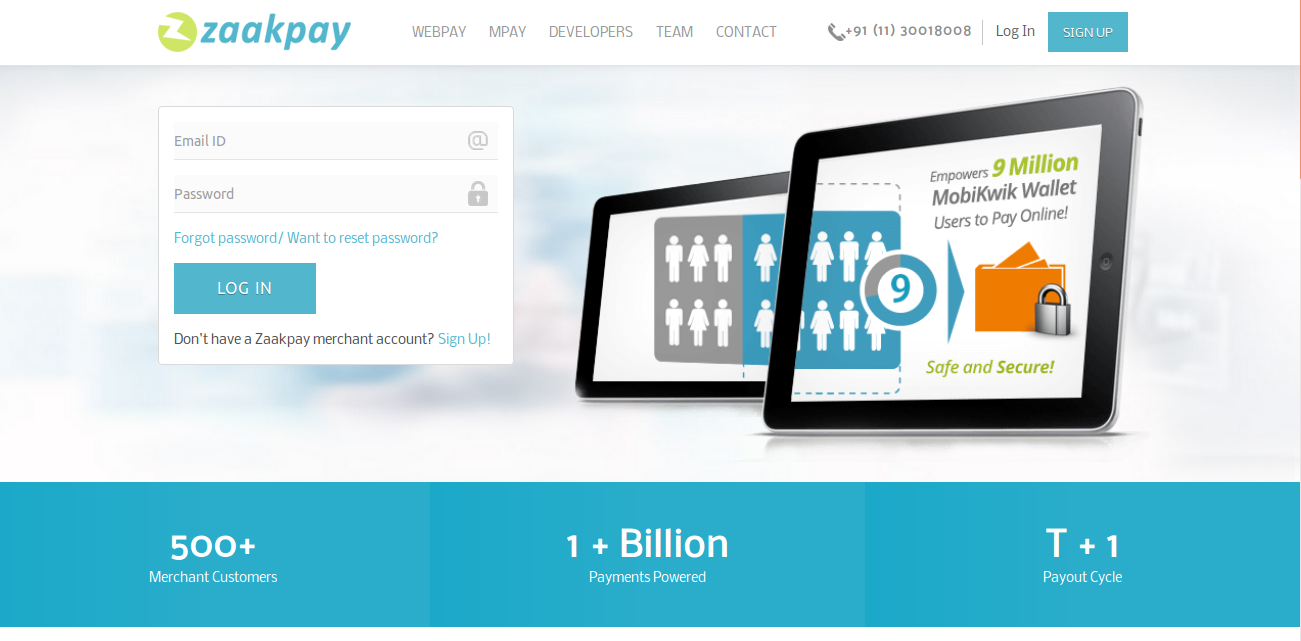 zaakpay
WEBPAY MPAY DEVELOPERS TEAM CONTACT
+91 (11) 30018008
Log In
SIGN UP
Email ID
@
Password
Forgot password/ Want to reset password?
LOG IN
Don't have a Zaakpay merchant account? Sign Up!
Empowers 9 Million
MobiKwik Wallet
Users to Pay Online!
9
Safe and Secure!
500+
Merchant Customers
1 + Billion
Payments Powered
T + 1
Payout Cycle